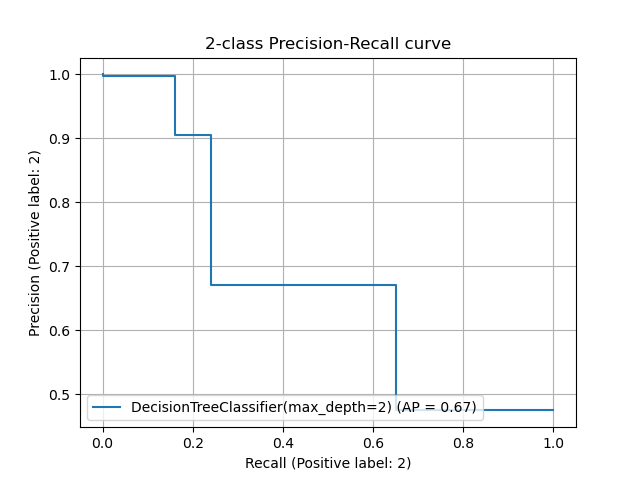 2-class Precision-Recall curve
Precision (Positive label: 2)
1.0
0.9
0.8
0.7
0.6
0.5
DecisionTreeClassifier(max_depth=2) (AP = 0.67)
0.0 0.2 0.4 0.6 0.8 1.0
Recall (Positive label: 2)